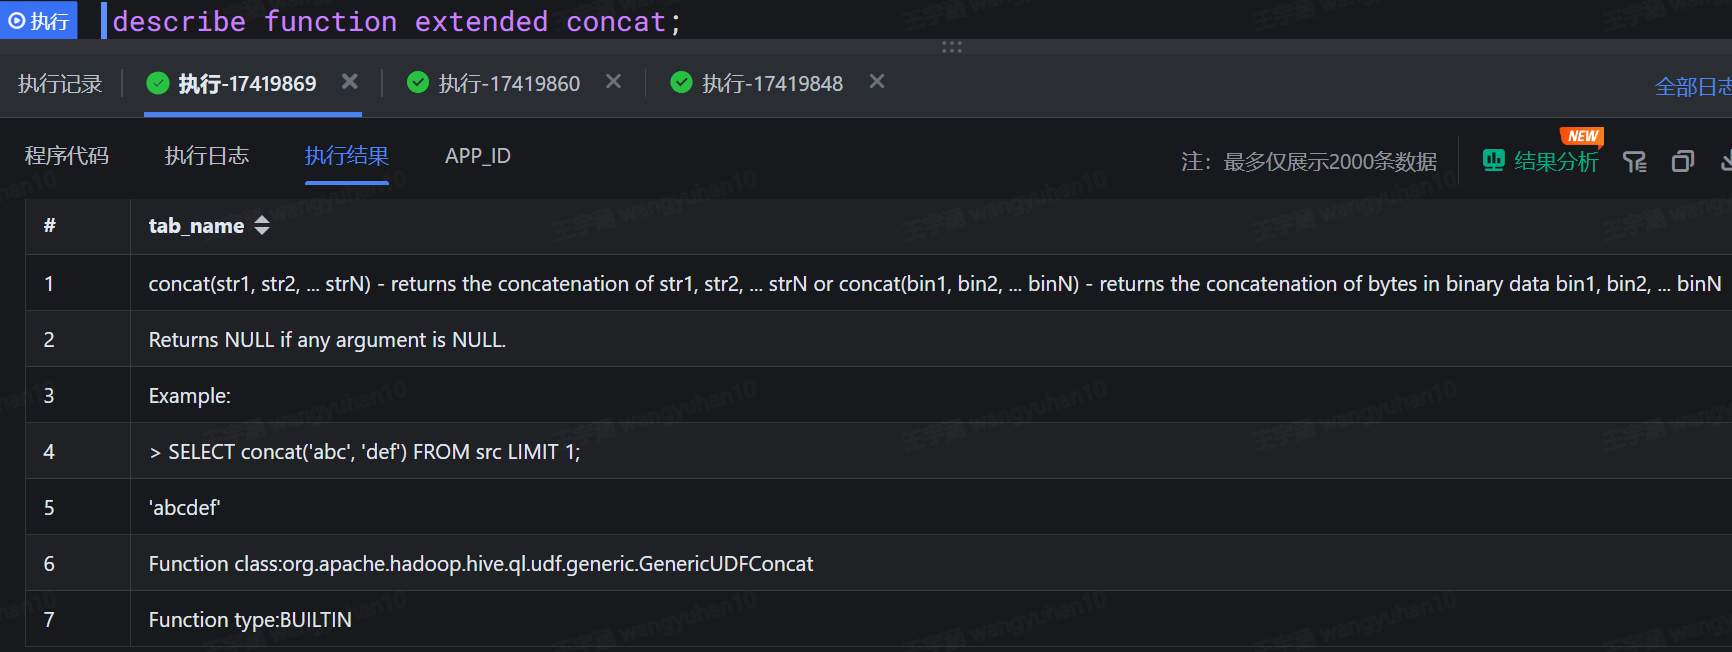 执行 describe function extended concat;
执行记录 执行-17419869 执行-17419860 执行-17419848 全部日志
程序代码 执行日志 执行结果 APP_ID 注：最多仅展示2000条数据 结果分析 NEW
# tab_name
1 concat(str1, str2, ... strN) - returns the concatenation of str1, str2, ... strN or concat(bin1, bin2, ... binN) - returns the concatenation of bytes in binary data bin1, bin2, ... binN
2 Returns NULL if any argument is NULL.
3 Example:
4 > SELECT concat('abc', 'def') FROM src LIMIT 1;
5 'abcdef'
6 Function class:org.apache.hadoop.hive.ql.udf.generic.GenericUDFConcat
7 Function type:BUILTIN